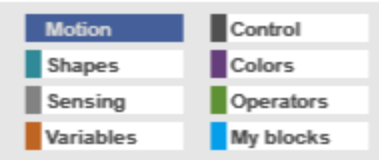 Motion Control
Shapes Colors
Sensing Operators
Variables My blocks